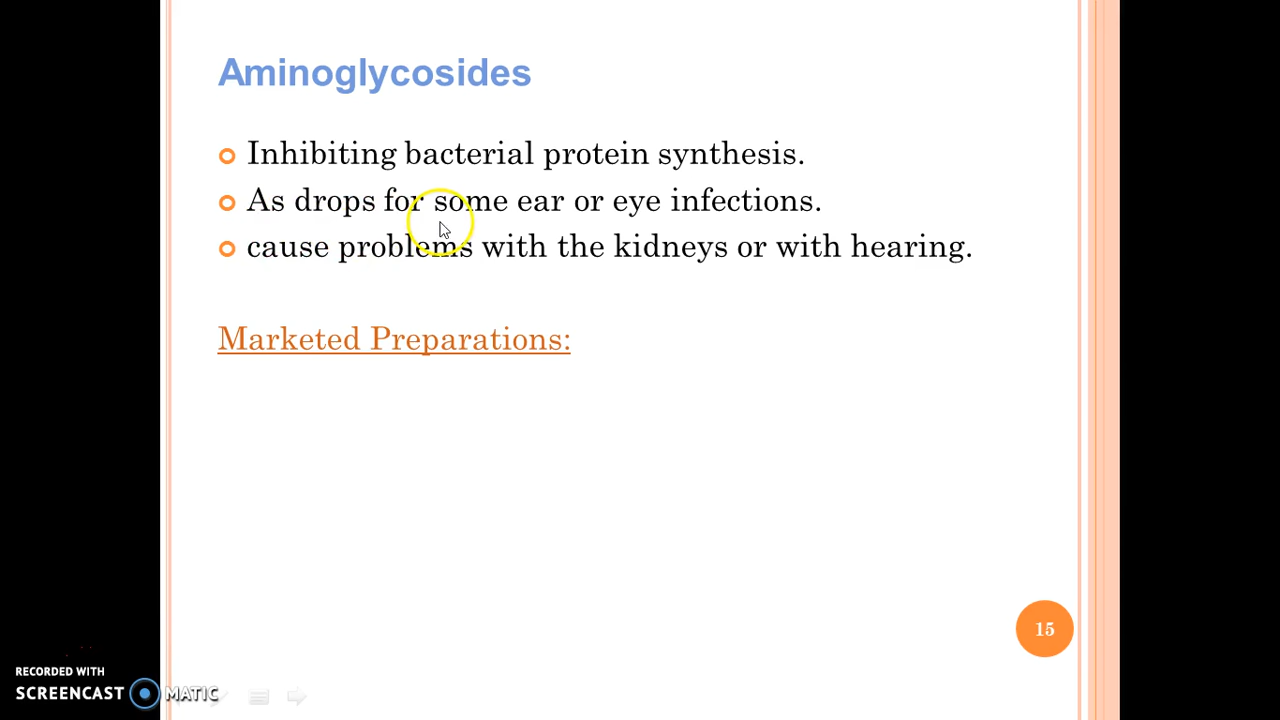 Aminoglycosides
Inhibiting bacterial protein synthesis.
As drops for some ear or eye infections.
cause problems with the kidneys or with hearing.
Marketed Preparations:
15
RECORDED WITH
SCREENCAST MATIC